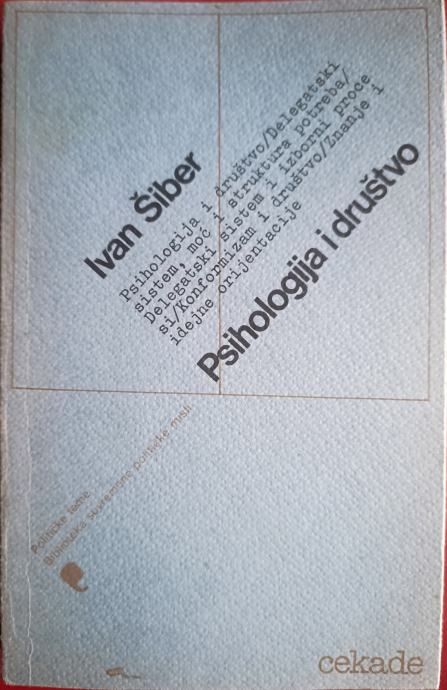 Ivan Šiber
Psihologija i društvo/Delegatski
sistem, moć i struktura potreba/
Delegatski sistem i izborni proce
si/Konformizam i društvo/Znanje i
idejne orijentacije
Psihologija i društvo
Političke teme
Biblioteka suvremene političke misli
cekade